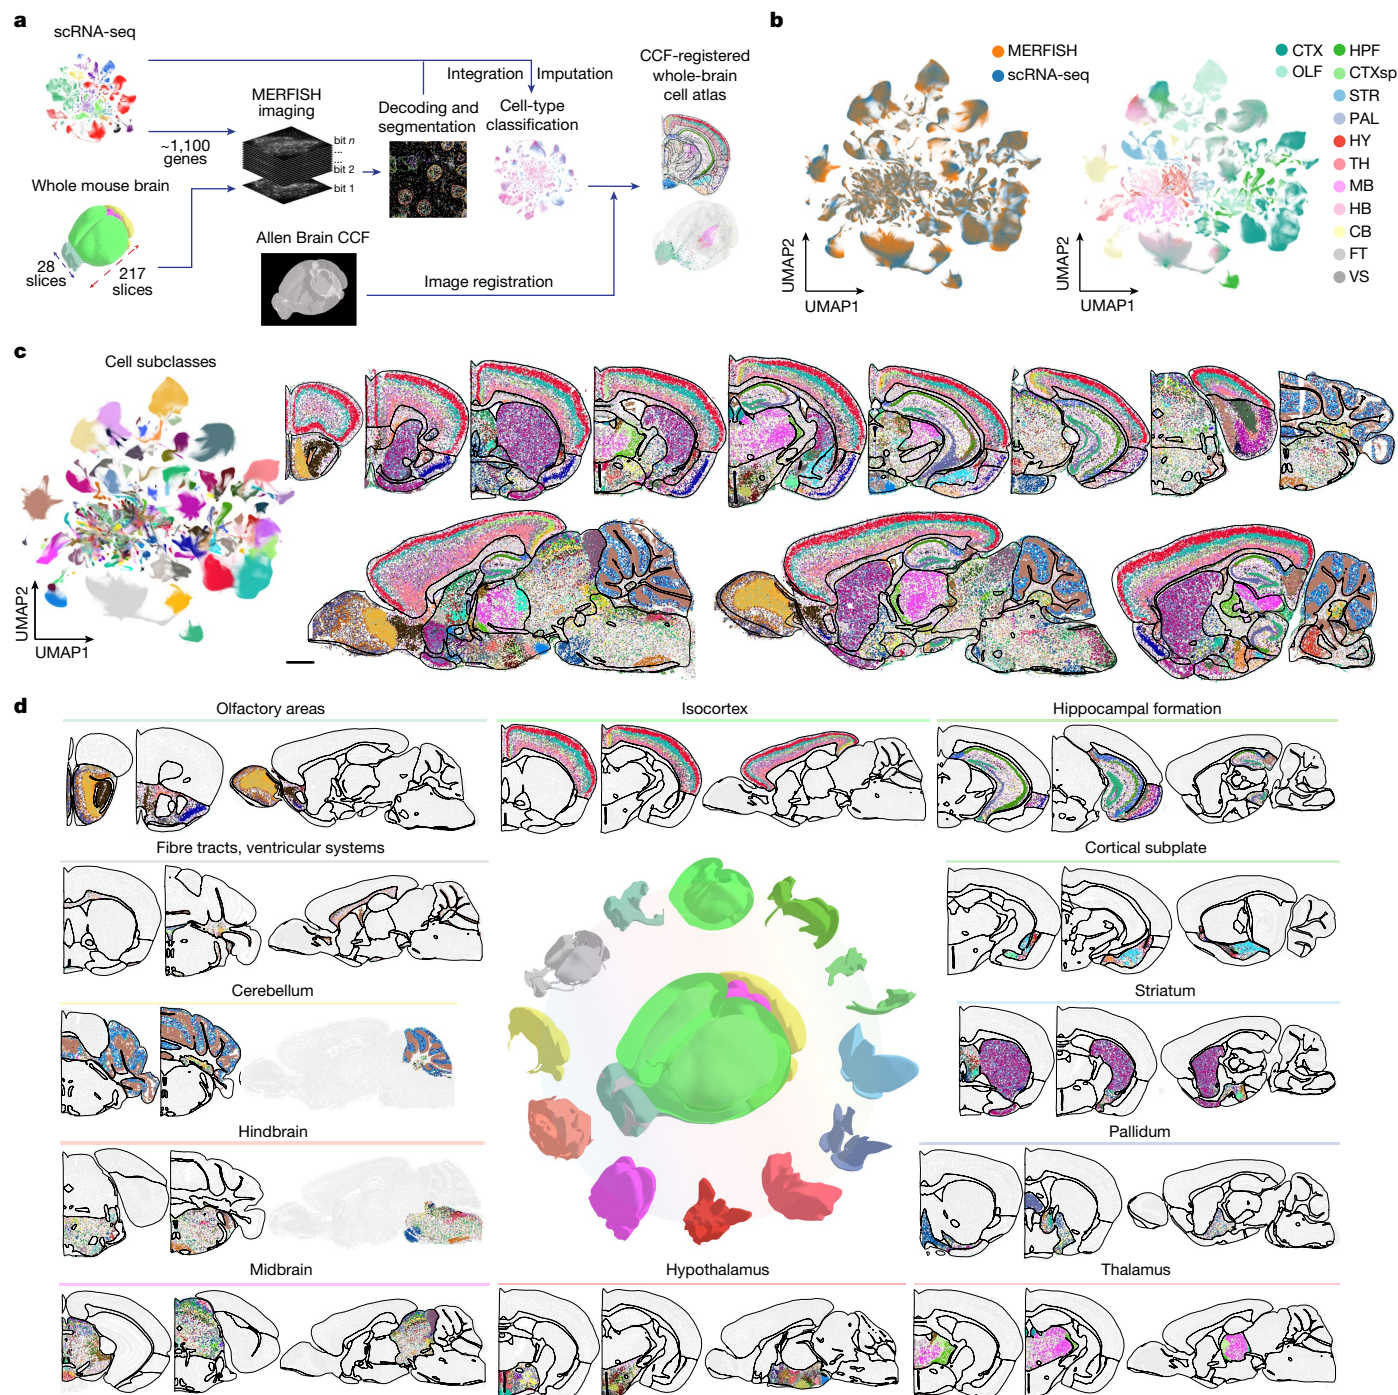 a
scRNA-seq
~1,100
genes
Whole mouse brain
28
slices
217
slices
MERFISH
imaging
bit n
...
...
bit 2
bit 1
Decoding and
segmentation
Integration
Imputation
Cell-type
classification
Allen Brain CCF
Image registration
CCF-registered
whole-brain
cell atlas
b
MERFISH
scRNA-seq
UMAP2
UMAP1
CTX
OLF
HPF
CTXsp
STR
PAL
HY
TH
MB
HB
CB
FT
VS
UMAP2
UMAP1
c
Cell subclasses
UMAP2
UMAP1
d
Olfactory areas
Isocortex
Hippocampal formation
Fibre tracts, ventricular systems
Cortical subplate
Cerebellum
Striatum
Hindbrain
Pallidum
Midbrain
Hypothalamus
Thalamus